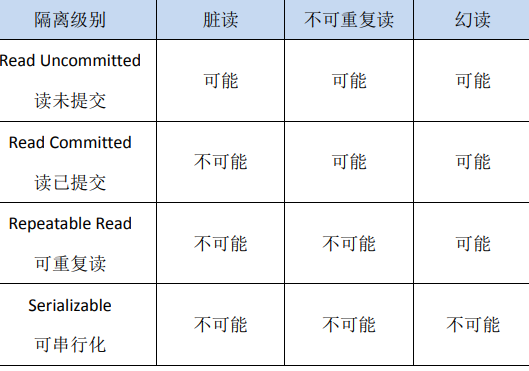 隔离级别 脏读 不可重复读 幻读
Read Uncommitted
读未提交
可能 可能 可能
Read Committed
读已提交
不可能 可能 可能
Repeatable Read
可重复读
不可能 不可能 可能
Serializable
可串行化
不可能 不可能 不可能